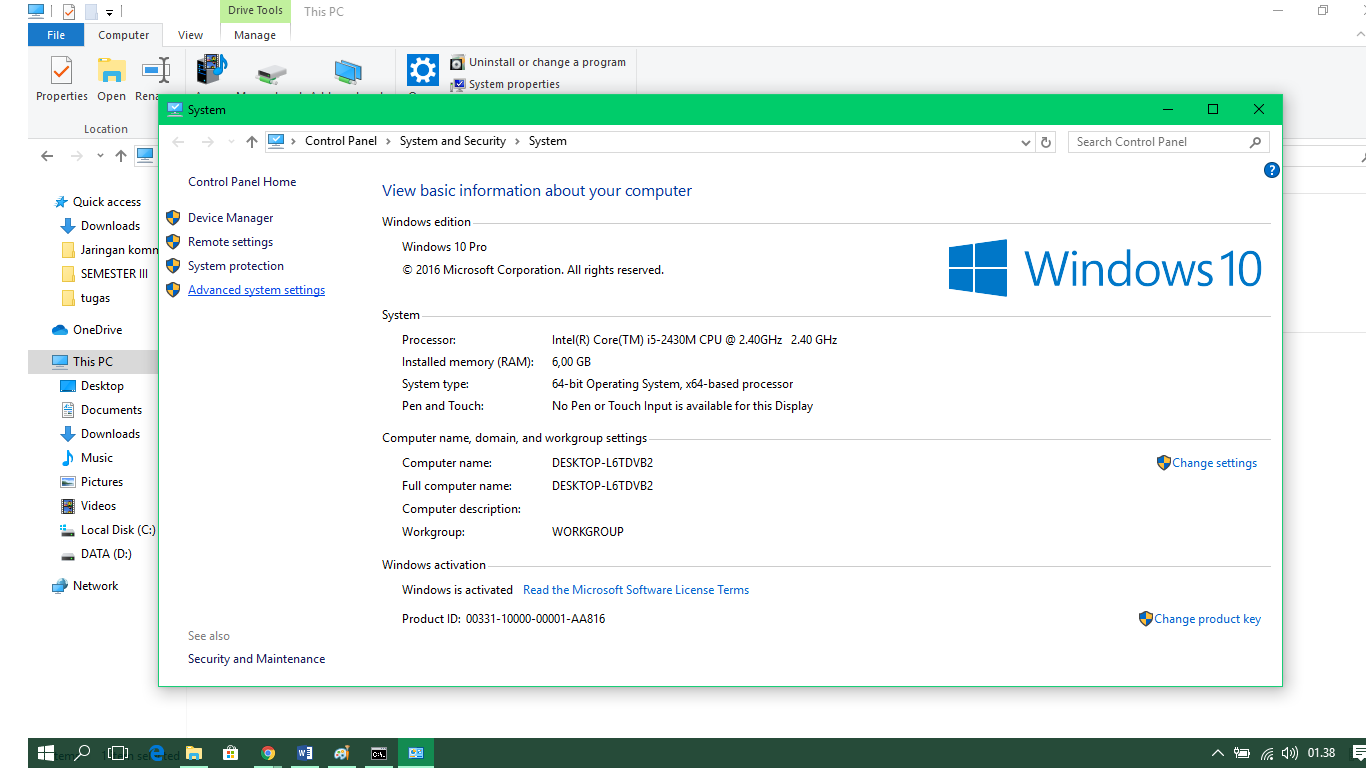 Drive Tools
This PC
File
Computer
View
Manage
Properties
Open
Uninstall or change a program
System properties
Location
System
Control Panel
System and Security
System
Search Control Panel
Control Panel Home
Device Manager
Remote settings
System protection
Advanced system settings
See also
Security and Maintenance
Quick access
Downloads
Jaringan komn
SEMESTER III
tugas
OneDrive
This PC
Desktop
Documents
Downloads
Music
Pictures
Videos
Local Disk (C:)
DATA (D:)
Network
View basic information about your computer
Windows edition
Windows 10 Pro
© 2016 Microsoft Corporation. All rights reserved.
Windows 10
System
Processor: Intel(R) Core(TM) i5-2430M CPU @ 2.40GHz 2.40 GHz
Installed memory (RAM): 6,00 GB
System type: 64-bit Operating System, x64-based processor
Pen and Touch: No Pen or Touch Input is available for this Display
Computer name, domain, and workgroup settings
Computer name: DESKTOP-L6TDVB2
Change settings
Full computer name: DESKTOP-L6TDVB2
Computer description:
Workgroup: WORKGROUP
Windows activation
Windows is activated Read the Microsoft Software License Terms
Product ID: 00331-10000-00001-AA816
Change product key
01.38